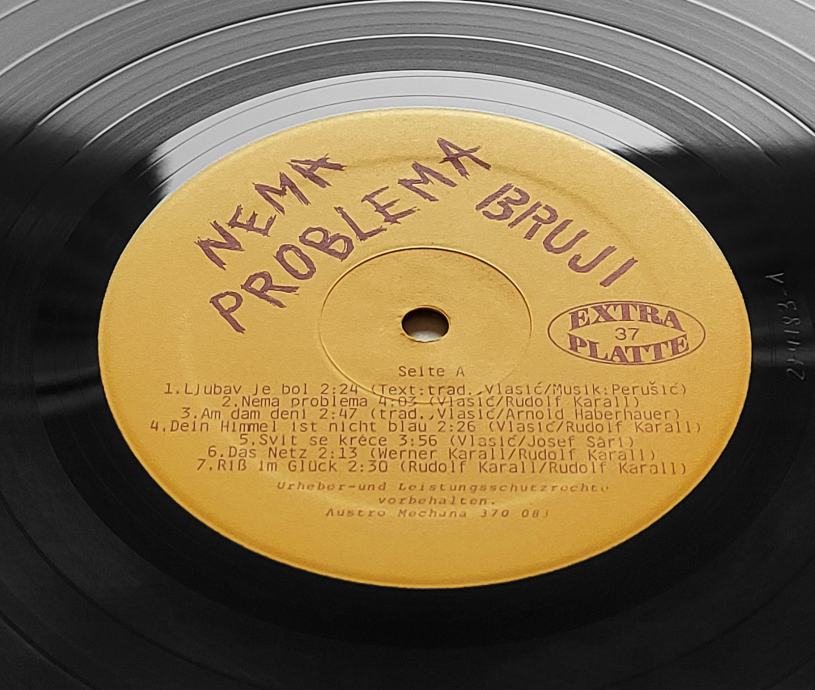 NEMA
PROBLEMA
BRUJI
EXTRA
37
PLATTE
Seite A
1.Ljubav je bol 2:24 (Text:trad.,Vlasić/Musik:Perušić)
2.Nema problema 4:03 (Vlasić/Rudolf Karall)
3.Am dam deni 2:47 (trad.,Vlasić/Arnold Haberhauer)
4.Dein Himmel ist nicht blau 2:26 (Vlasić/Rudolf Karall)
5.Svit se kreće 3:56 (Vlasić/Josef Sarl)
6.Das Netz 2:13 (Werner Karall/Rudolf Karall)
7.Riß im Glück 2:30 (Rudolf Karall/Rudolf Karall)
Urheber-und Leistungsschutzrechte
vorbehalten.
Austro Mechana 370 083